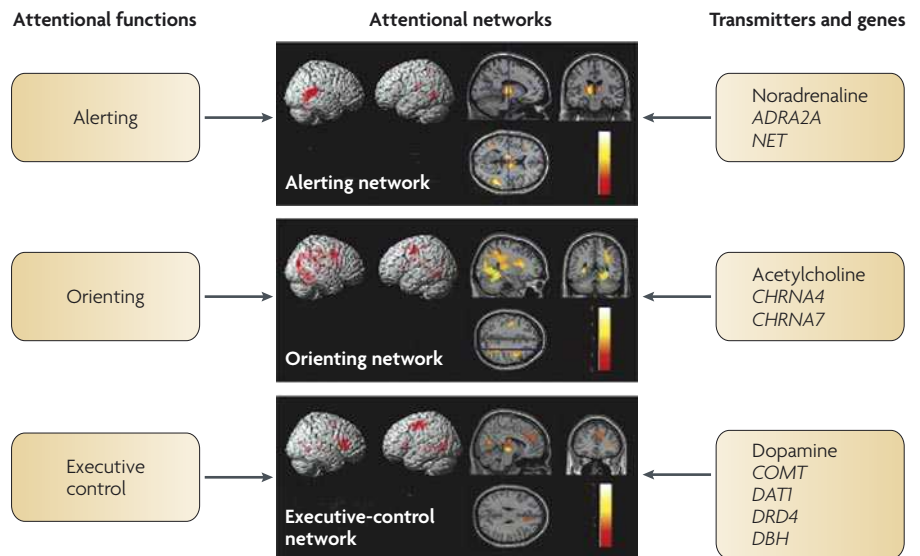 Attentional functions
Attentional networks
Transmitters and genes
Alerting
Alerting network
Noradrenaline
ADRA2A
NET
Orienting
Orienting network
Acetylcholine
CHRNA4
CHRNA7
Executive
control
Executive-control
network
Dopamine
COMT
DAT1
DRD4
DBH